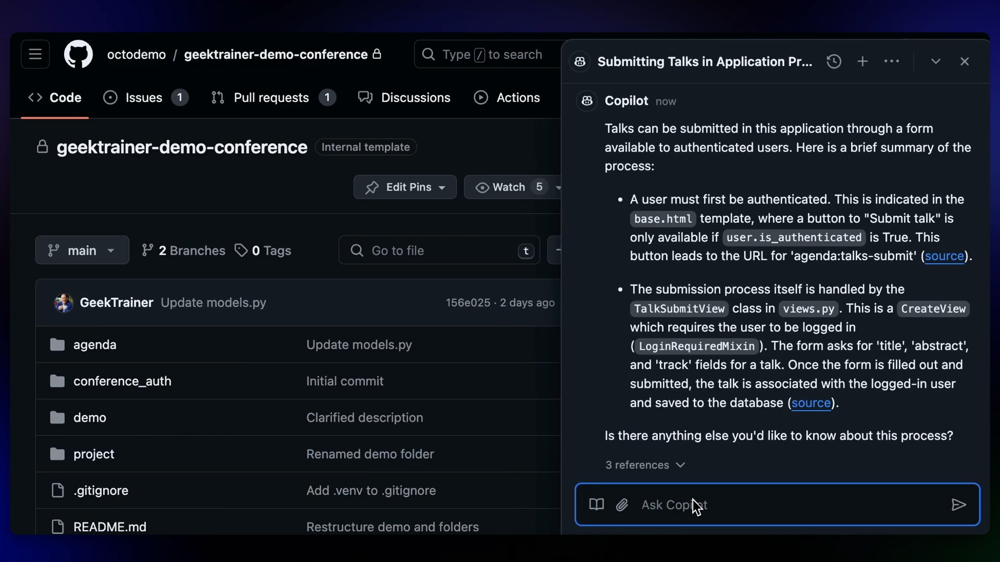 octodemo / geektrainer-demo-conference
Type / to search
Code
Issues 1
Pull requests 1
Discussions
Actions
geektrainer-demo-conference
Internal template
Edit Pins
Watch 5
main
2 Branches
0 Tags
Go to file
t
GeekTrainer Update models.py
156e025 · 2 days ago
agenda
Update models.py
conference_auth
Initial commit
demo
Clarified description
project
Renamed demo folder
.gitignore
Add .venv to .gitignore
README.md
Restructure demo and folders
Submitting Talks in Application Pr...
Copilot now
Talks can be submitted in this application through a form
available to authenticated users. Here is a brief summary of the
process:
• A user must first be authenticated. This is indicated in the
base.html template, where a button to "Submit talk" is
only available if user.is_authenticated is True. This
button leads to the URL for 'agenda:talks-submit' (source).
• The submission process itself is handled by the
TalkSubmitView class in views.py. This is a CreateView
which requires the user to be logged in
(LoginRequiredMixin). The form asks for 'title', 'abstract',
and 'track' fields for a talk. Once the form is filled out and
submitted, the talk is associated with the logged-in user
and saved to the database (source).
Is there anything else you'd like to know about this process?
3 references
Ask Copilot